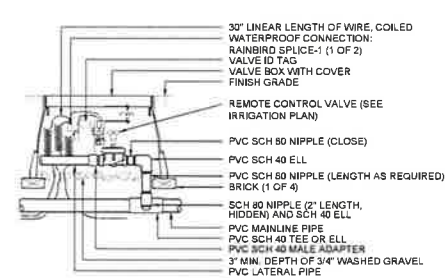 30" LINEAR LENGTH OF WIRE, COILED
WATERPROOF CONNECTION:
RAINBIRD SPLICE-1 (1 OF 2)
VALVE ID TAG
VALVE BOX WITH COVER
FINISH GRADE
REMOTE CONTROL VALVE (SEE
IRRIGATION PLAN)
PVC SCH 80 NIPPLE (CLOSE)
PVC SCH 40 ELL
PVC SCH 80 NIPPLE (LENGTH AS REQUIRED)
BRICK (1 OF 4)
SCH 80 NIPPLE (2" LENGTH,
HIDDEN) AND SCH 40 ELL
PVC MAINLINE PIPE
PVC SCH 40 TEE OR ELL
PVC SCH 40 MALE ADAPTER
3" MIN. DEPTH OF 3/4" WASHED GRAVEL
PVC LATERAL PIPE